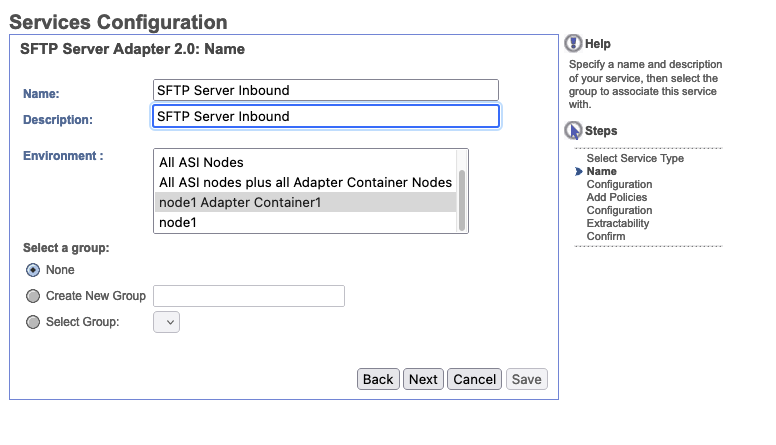 Services Configuration
SFTP Server Adapter 2.0: Name
Name: SFTP Server Inbound
Description: SFTP Server Inbound
Environment :
All ASI Nodes
All ASI nodes plus all Adapter Container Nodes
node1 Adapter Container1
node1
Select a group:
None
Create New Group
Select Group:
Back Next Cancel Save
Help
Specify a name and description
of your service, then select the
group to associate this service
with.
Steps
Select Service Type
Name
Configuration
Add Policies
Configuration
Extractability
Confirm